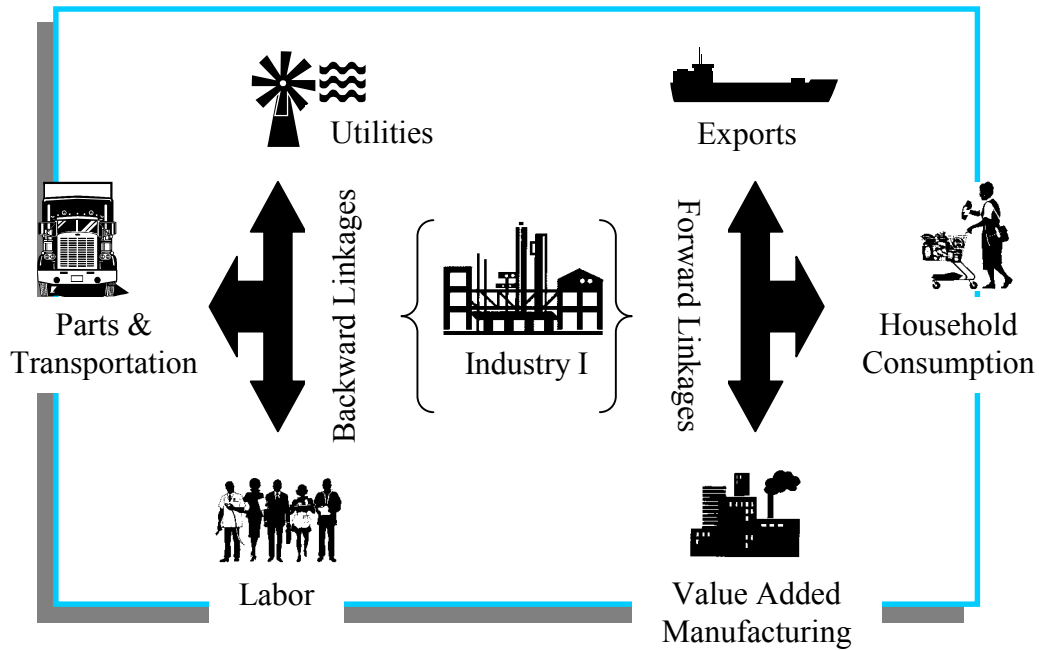 Utilities
Exports
Backward Linkages
Forward Linkages
Parts &
Transportation
Industry I
Household
Consumption
Labor
Value Added
Manufacturing